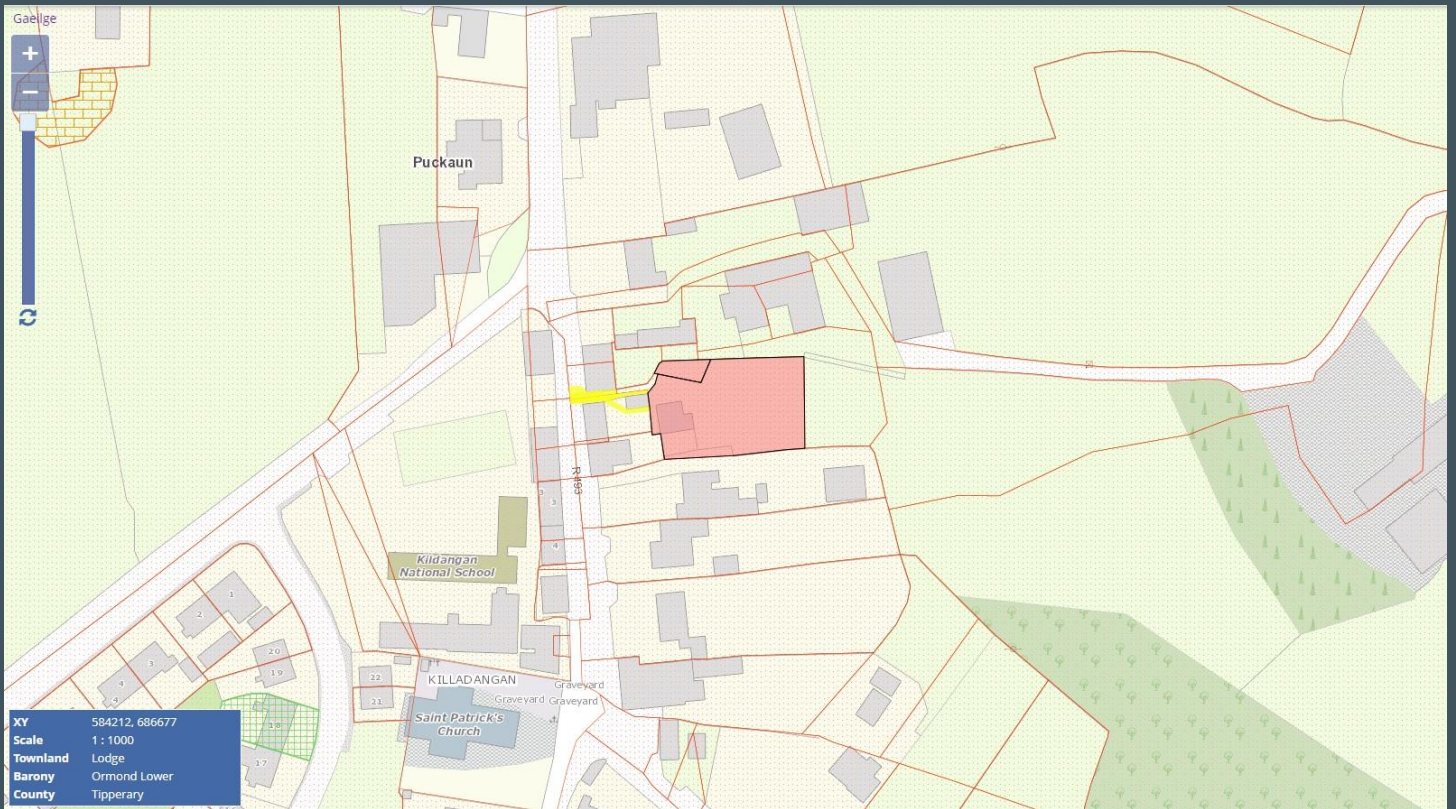 Gaeilge
+
−
Puckaun
R493
3
3
4
Kildangan
National School
1
2
3
4
4
20
19
22
21
KILLADANGAN
Graveyard
Graveyard
Graveyard
Saint Patrick's
Church
18
17
XY 584212, 686677
Scale 1 : 1000
Townland Lodge
Barony Ormond Lower
County Tipperary